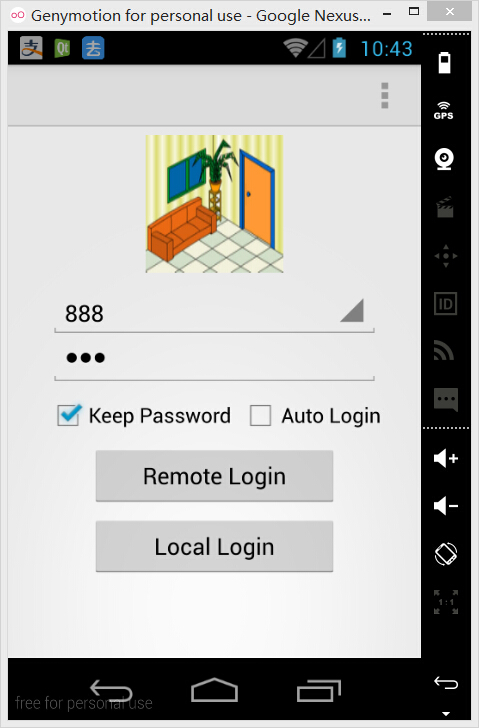 Genymotion for personal use - Google Nexus...
支 Qt 去 10:43
GPS
ID
888
●●●
Keep Password Auto Login
Remote Login
Local Login
1:1
free for personal use